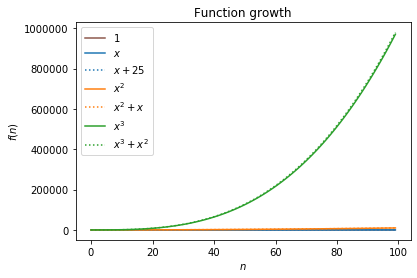 Function growth
1000000
800000
600000
400000
200000
0
f(n)
1
x
x + 25
x²
x² + x
x³
x³ + x²
0 20 40 60 80 100
n